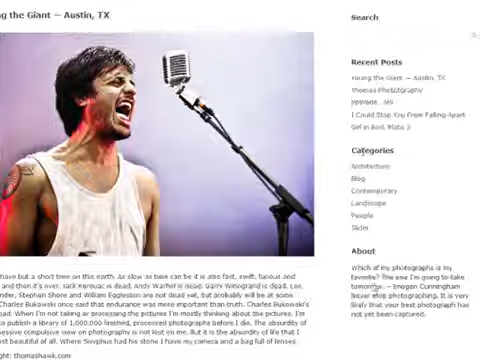 ng the Giant — Austin, TX
have but a short time on this earth. As slow as time can be it is also fast, swift, furious and
and then it's over. Jack Kerouac is dead. Andy Warhol is dead. Garry Winogrand is dead. Lee
nder, Stephen Shore and William Eggleston are not dead yet, but probably will be at some
Charles Bukowski once said that endurance was more important than truth. Charles Bukowski's
ead. When I'm not taking or processing the pictures I'm mostly thinking about the pictures. I'm
to publish a library of 1,000,000 finished, processed photographs before I die. The absurdity of
essive compulsive view on photography is not lost on me. But it is the absurdity of life that I
ost beautiful of all. Where Sisyphus had his stone I have my camera and a bag full of lenses.
ght: thomashawk.com
Search
Recent Posts
Young the Giant — Austin, TX
Thomas Photography
I Could Stop You From Falling Apart
Girl in Red, Plate 2
Categories
Architecture
Blog
Contemporary
Landscape
People
Slider
About
Which of my photographs is my
favorite? The one I'm going to take
tomorrow. — Imogen Cunningham
Never stop photographing. It is very
likely that your best photograph has
not yet been captured.